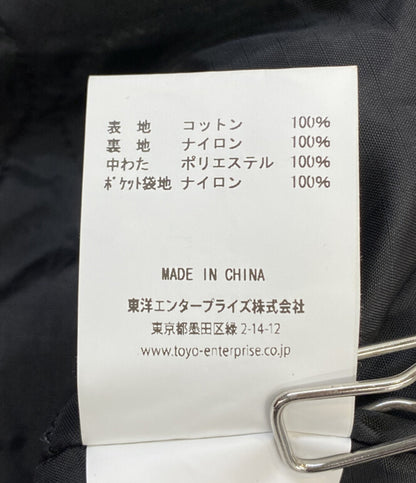 表 地 コットン 100%
裏 地 ナイロン 100%
中わた ポリエステル 100%
ﾎﾟｹｯﾄ袋地 ナイロン 100%
MADE IN CHINA
東洋エンタープライズ株式会社
東京都墨田区緑 2-14-12
www.toyo-enterprise.co.jp